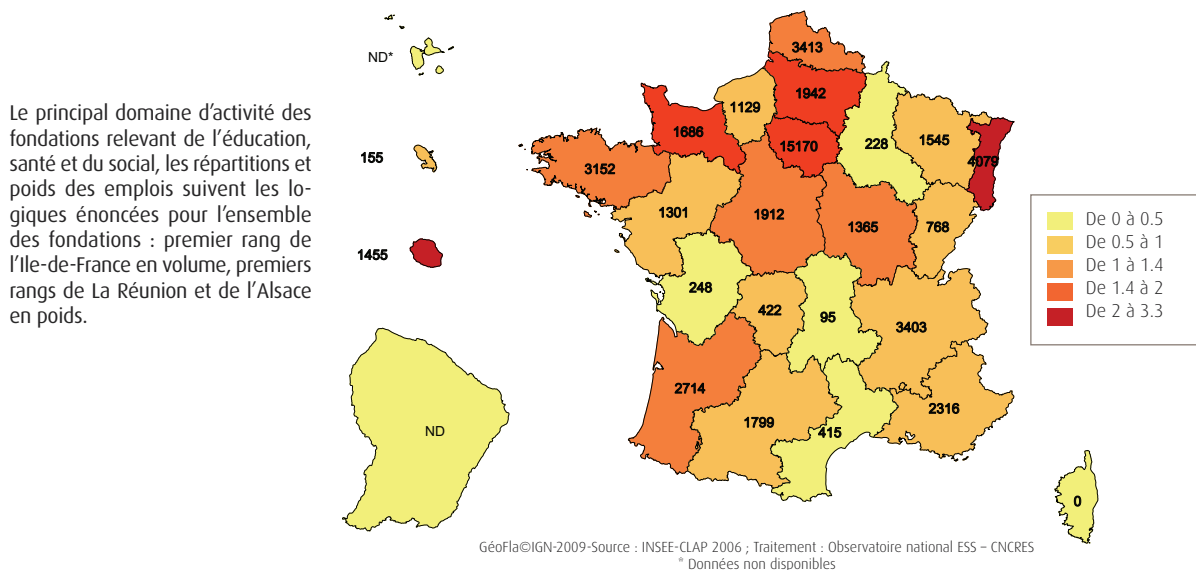 Le principal domaine d'activité des
fondations relevant de l'éducation,
santé et du social, les répartitions et
poids des emplois suivent les lo-
giques énoncées pour l'ensemble
des fondations : premier rang de
l'Ile-de-France en volume, premiers
rangs de La Réunion et de l'Alsace
en poids.
ND*
155
1455
ND
3413
1942
1129
1686
15170
228
1545
4079
3152
1301
1912
1365
768
248
422
95
3403
2714
1799
415
2316
0
De 0 à 0.5
De 0.5 à 1
De 1 à 1.4
De 1.4 à 2
De 2 à 3.3
GéoFla©IGN-2009-Source : INSEE-CLAP 2006 ; Traitement : Observatoire national ESS – CNCRES
* Données non disponibles